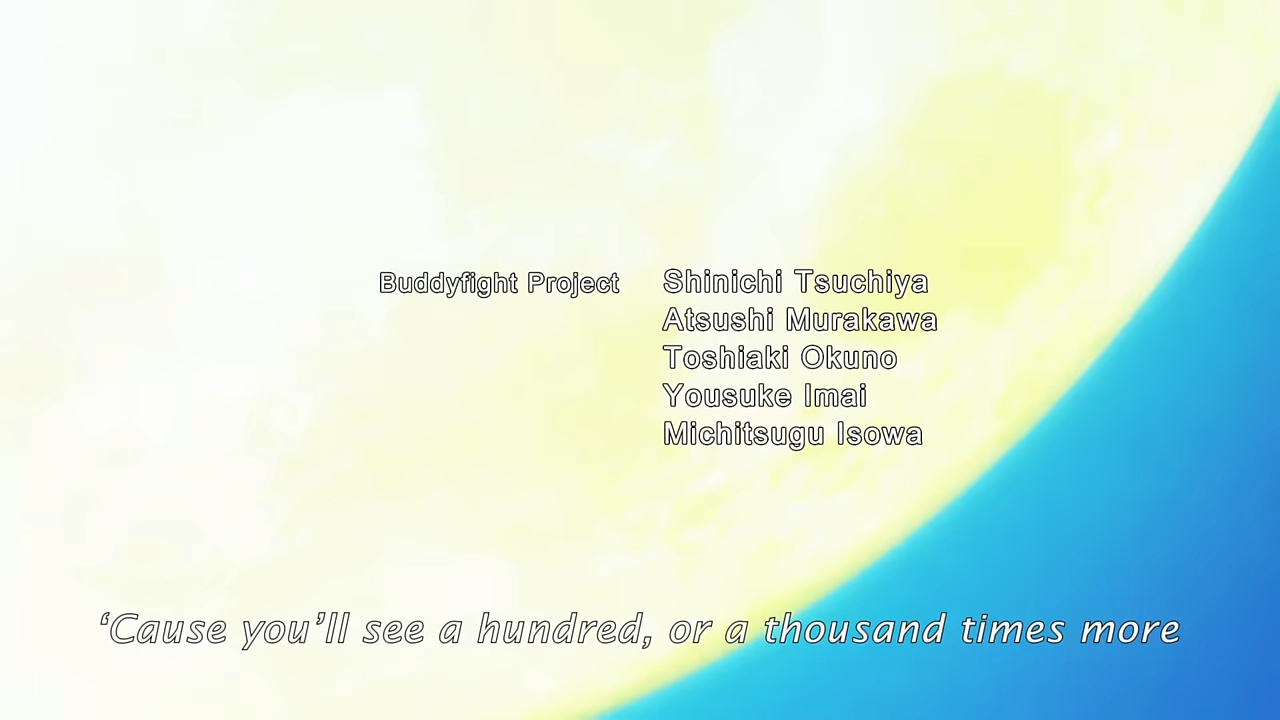 Buddyfight Project Shinichi Tsuchiya
Atsushi Murakawa
Toshiaki Okuno
Yousuke Imai
Michitsugu Isowa
‘Cause you’ll see a hundred, or a thousand times more